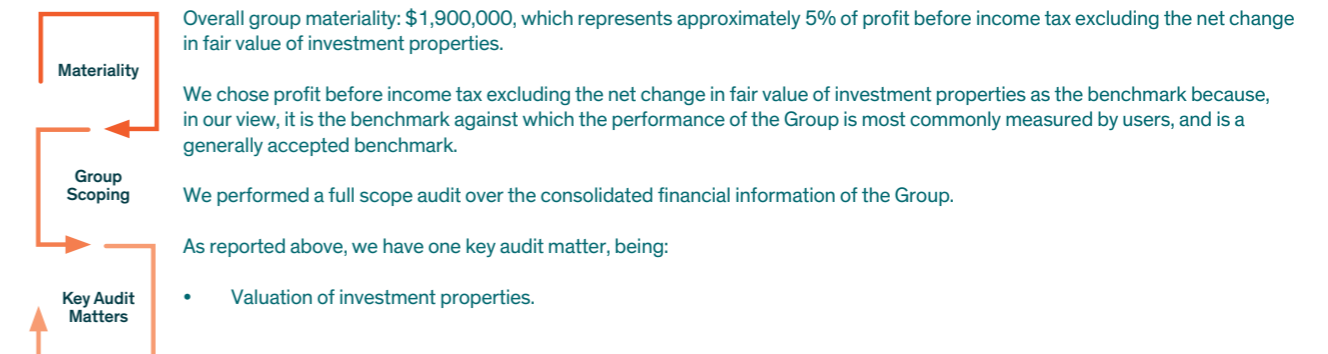 Materiality
Overall group materiality: $1,900,000, which represents approximately 5% of profit before income tax excluding the net change
in fair value of investment properties.
We chose profit before income tax excluding the net change in fair value of investment properties as the benchmark because,
in our view, it is the benchmark against which the performance of the Group is most commonly measured by users, and is a
generally accepted benchmark.
Group
Scoping
We performed a full scope audit over the consolidated financial information of the Group.
As reported above, we have one key audit matter, being:
Key Audit
Matters
• Valuation of investment properties.